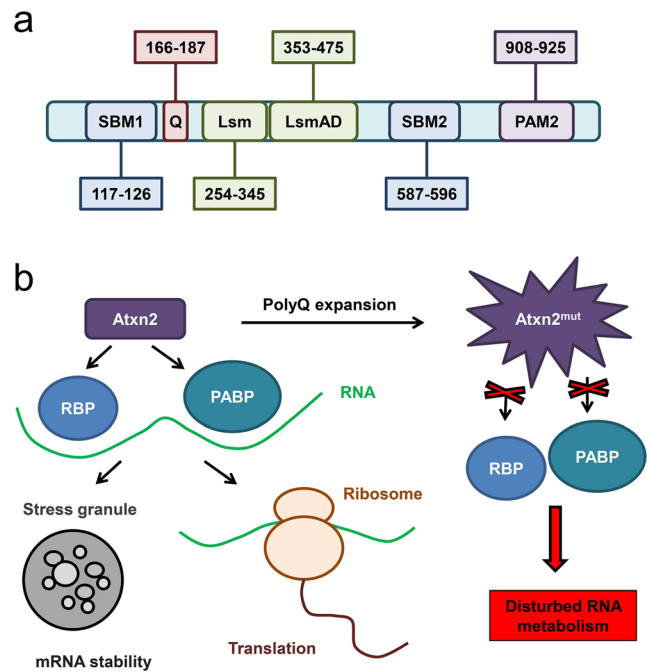 a
166-187
353-475
908-925
SBM1
Q
Lsm
LsmAD
SBM2
PAM2
117-126
254-345
587-596
b
Atxn2
PolyQ expansion
Atxn2mut
RBP
PABP
RNA
RBP
PABP
Stress granule
Ribosome
mRNA stability
Translation
Disturbed RNA
metabolism